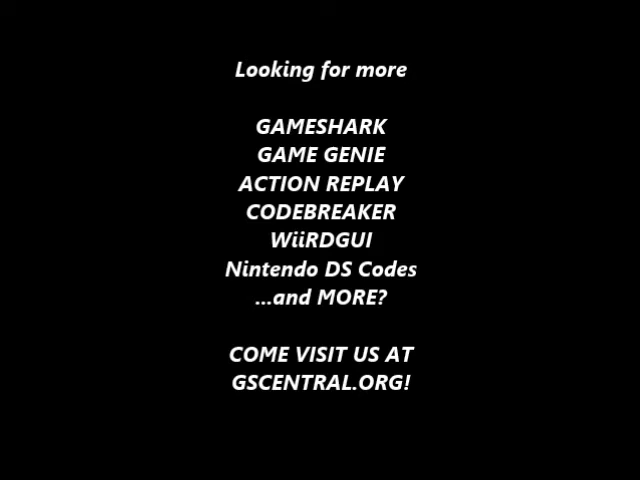 Looking for more
GAMESHARK
GAME GENIE
ACTION REPLAY
CODEBREAKER
WiiRDGUI
Nintendo DS Codes
...and MORE?
COME VISIT US AT
GSCENTRAL.ORG!